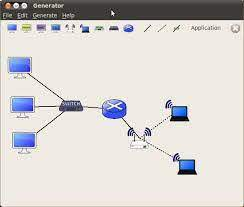 Generator
File Edit Generate Help
Application
SWITCH